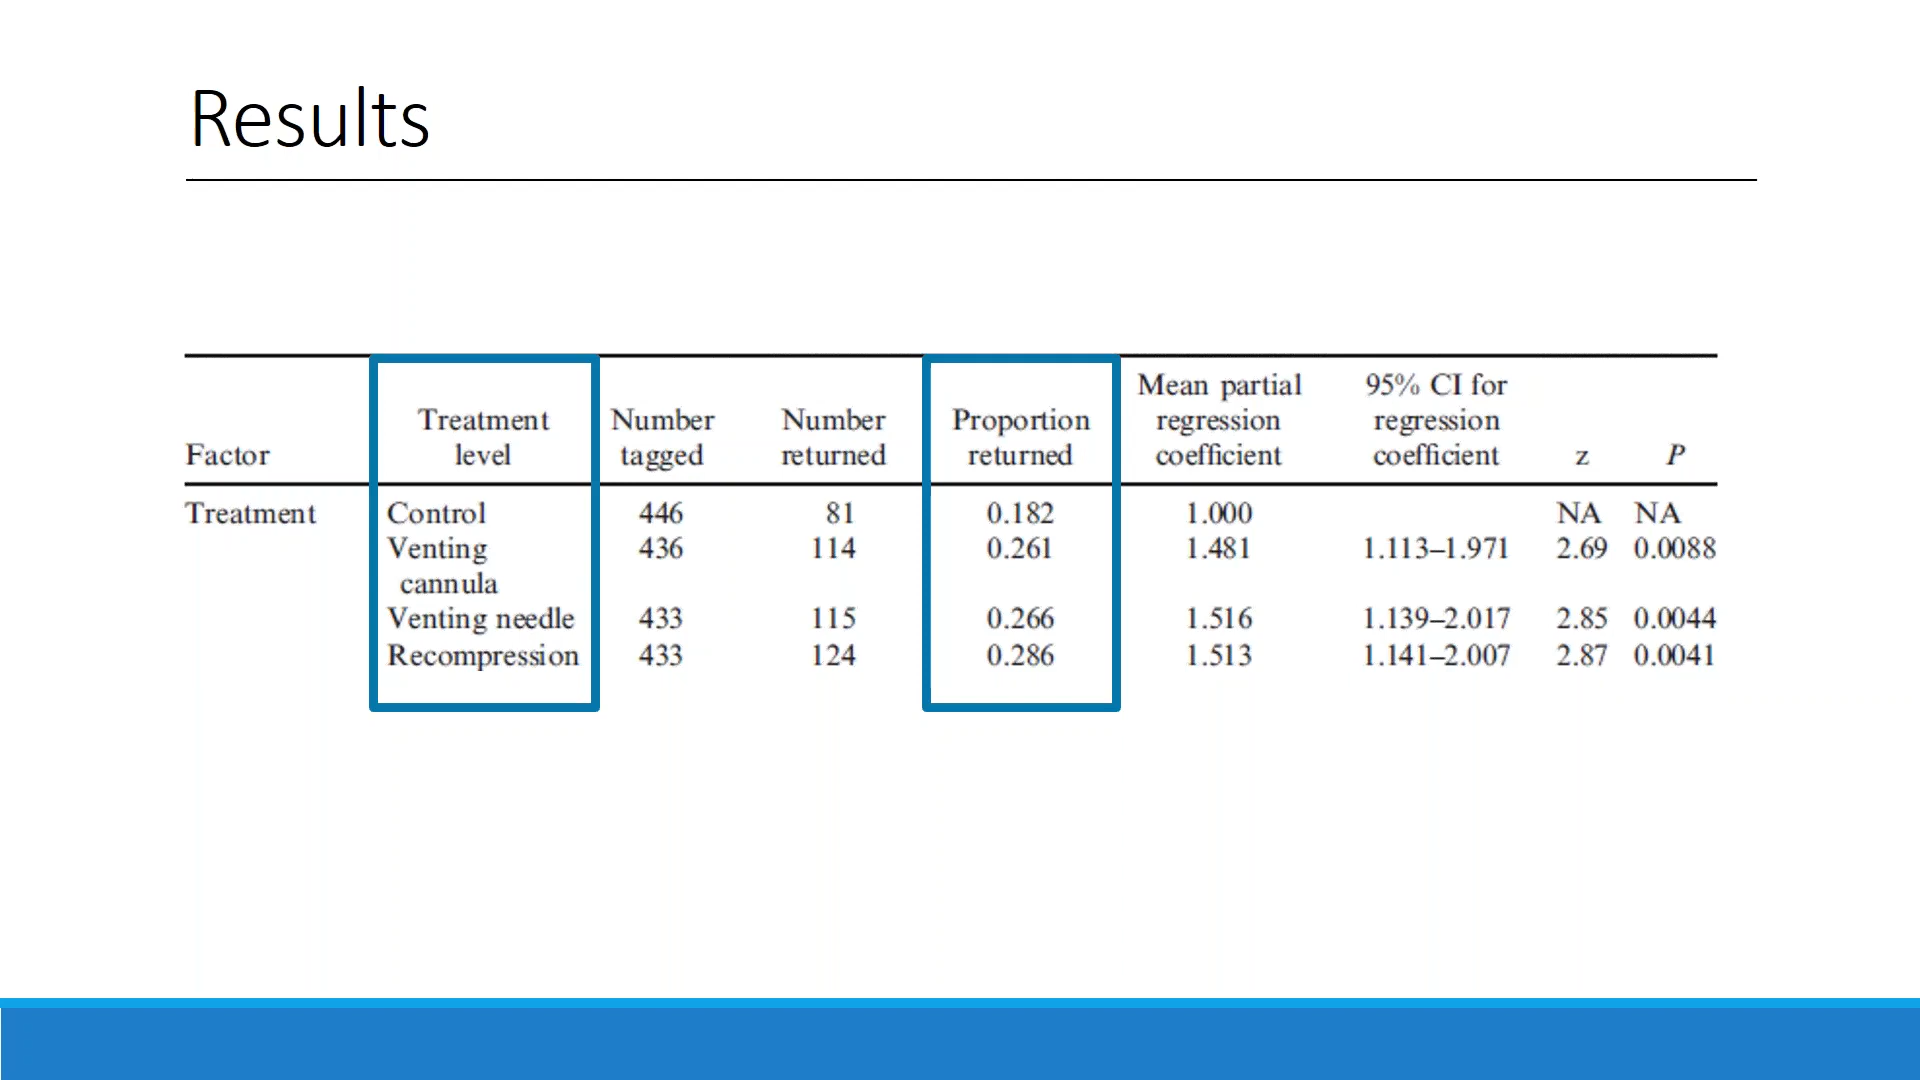 Results
Factor Treatment level Number tagged Number returned Proportion returned Mean partial regression coefficient 95% CI for regression coefficient z P
Treatment Control 446 81 0.182 1.000 NA NA
Venting cannula 436 114 0.261 1.481 1.113–1.971 2.69 0.0088
Venting needle 433 115 0.266 1.516 1.139–2.017 2.85 0.0044
Recompression 433 124 0.286 1.513 1.141–2.007 2.87 0.0041